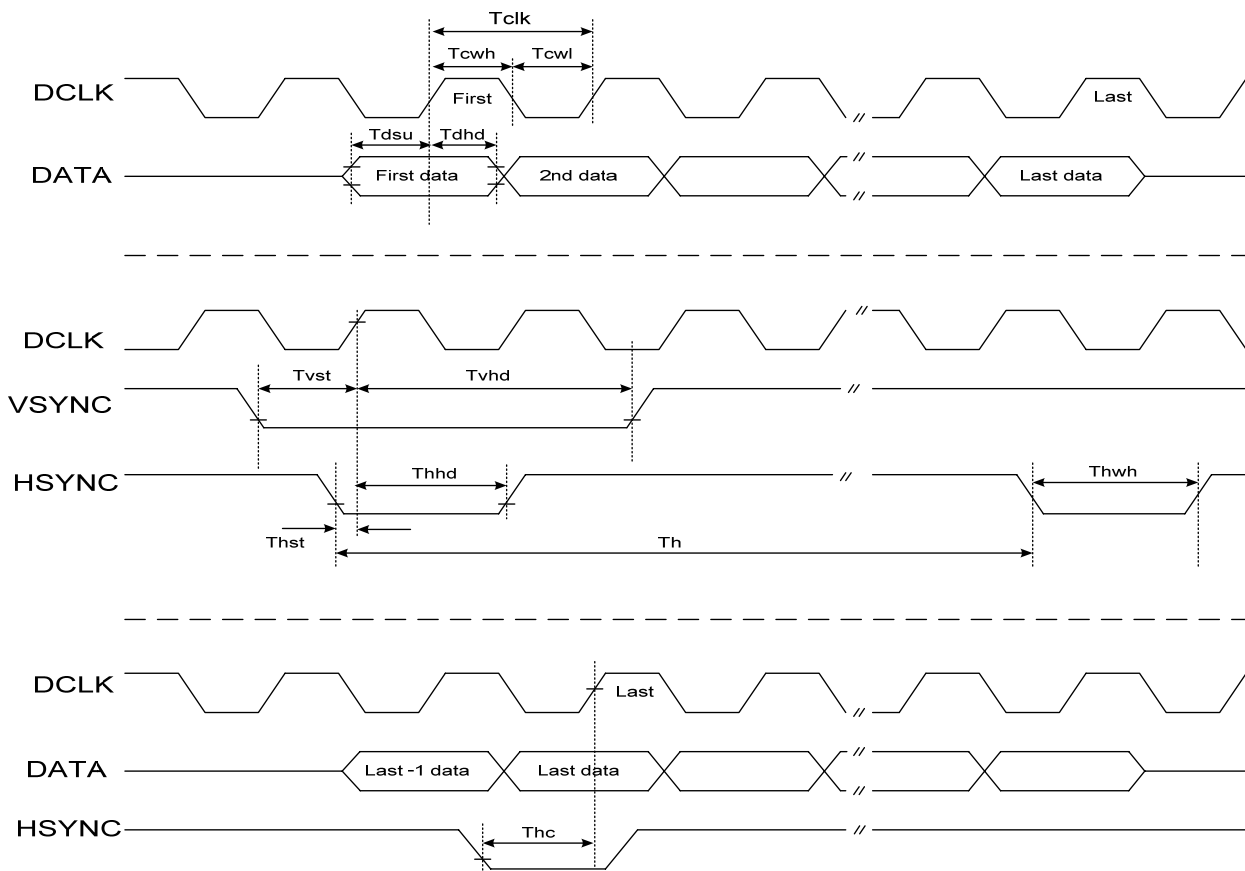 Tclk
Tcwh Tcwl
DCLK First Last
Tdsu Tdhd
DATA First data 2nd data Last data
DCLK
Tvst Tvhd
VSYNC
HSYNC Thhd Thwh
Thst Th
DCLK Last
DATA Last -1 data Last data
HSYNC Thc